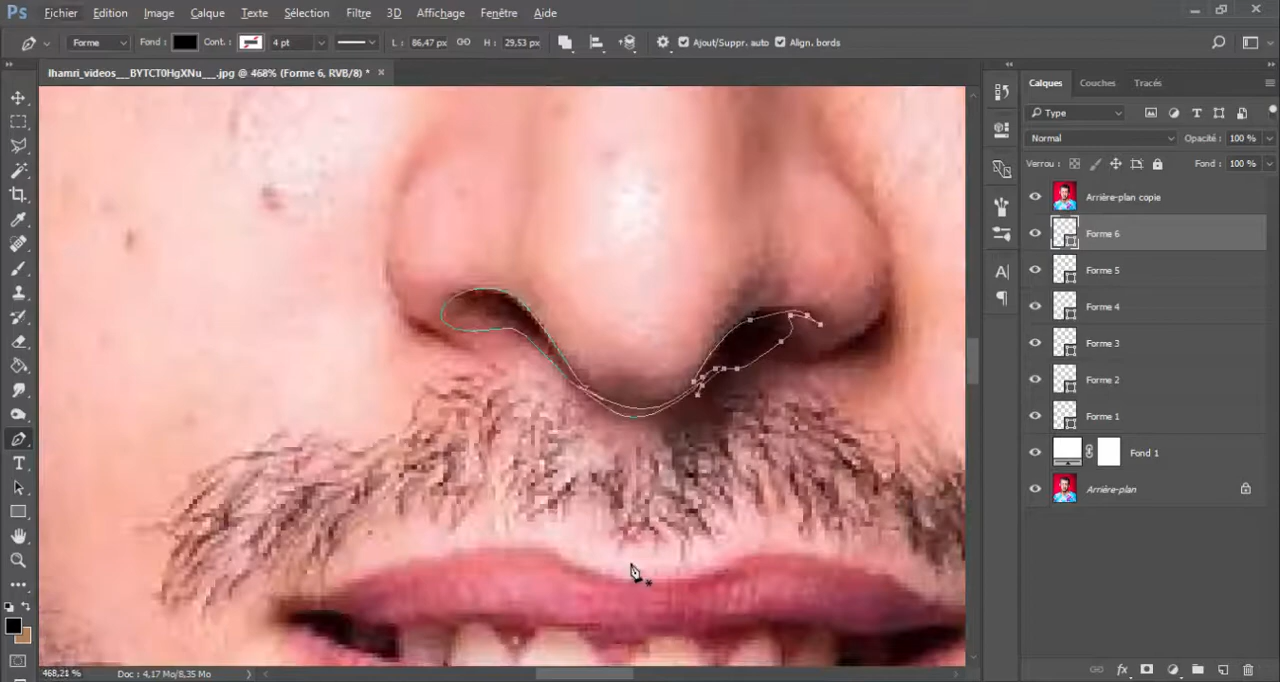 Ps Fichier Edition Image Calque Texte Sélection Filtre 3D Affichage Fenêtre Aide
Forme Fond : Cont. : 4 pt L : 86,47 px H : 29,53 px Ajout/Suppr. auto Align. bords
lhamri_videos___BYTCT0HgXNu___.jpg @ 468% (Forme 6, RVB/8) * ×
Calques Couches Tracés
Type
Normal Opacité : 100 %
Verrou : Fond : 100 %
Arrière-plan copie
Forme 6
Forme 5
Forme 4
Forme 3
Forme 2
Forme 1
Fond 1
Arrière-plan
468,21 % Doc : 4,17 Mo/8,35 Mo